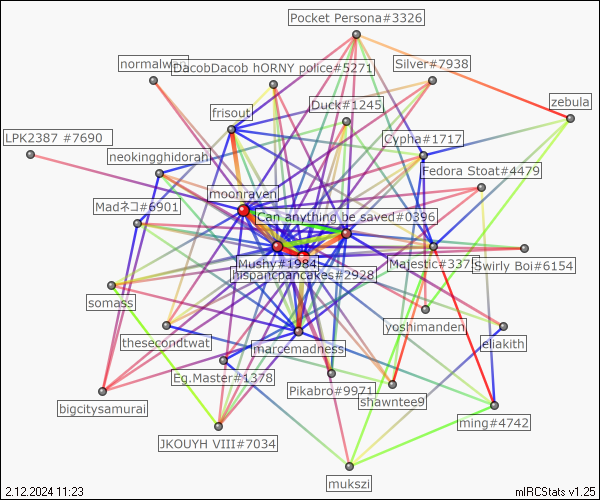 Pocket Persona#3326
normalwen
DacobDacob hORNY police#5271
Silver#7938
zebula
frisout
Duck#1245
Cypha#1717
LPK2387 #7690
neokingghidorah
Fedora Stoat#4479
moonraven
Madネコ#6901
Can anything be saved#0396
Mushy#1984
Majestic#337
Swirly Boi#6154
hispancpancakes#2928
somass
yoshimanden
thesecondtwat
marcemadness
eliakith
Eg.Master#1378
Pikabro#9971
shawntee9
bigcitysamurai
ming#4742
JKOUYH VIII#7034
mukszi
2.12.2024 11:23
mIRCStats v1.25